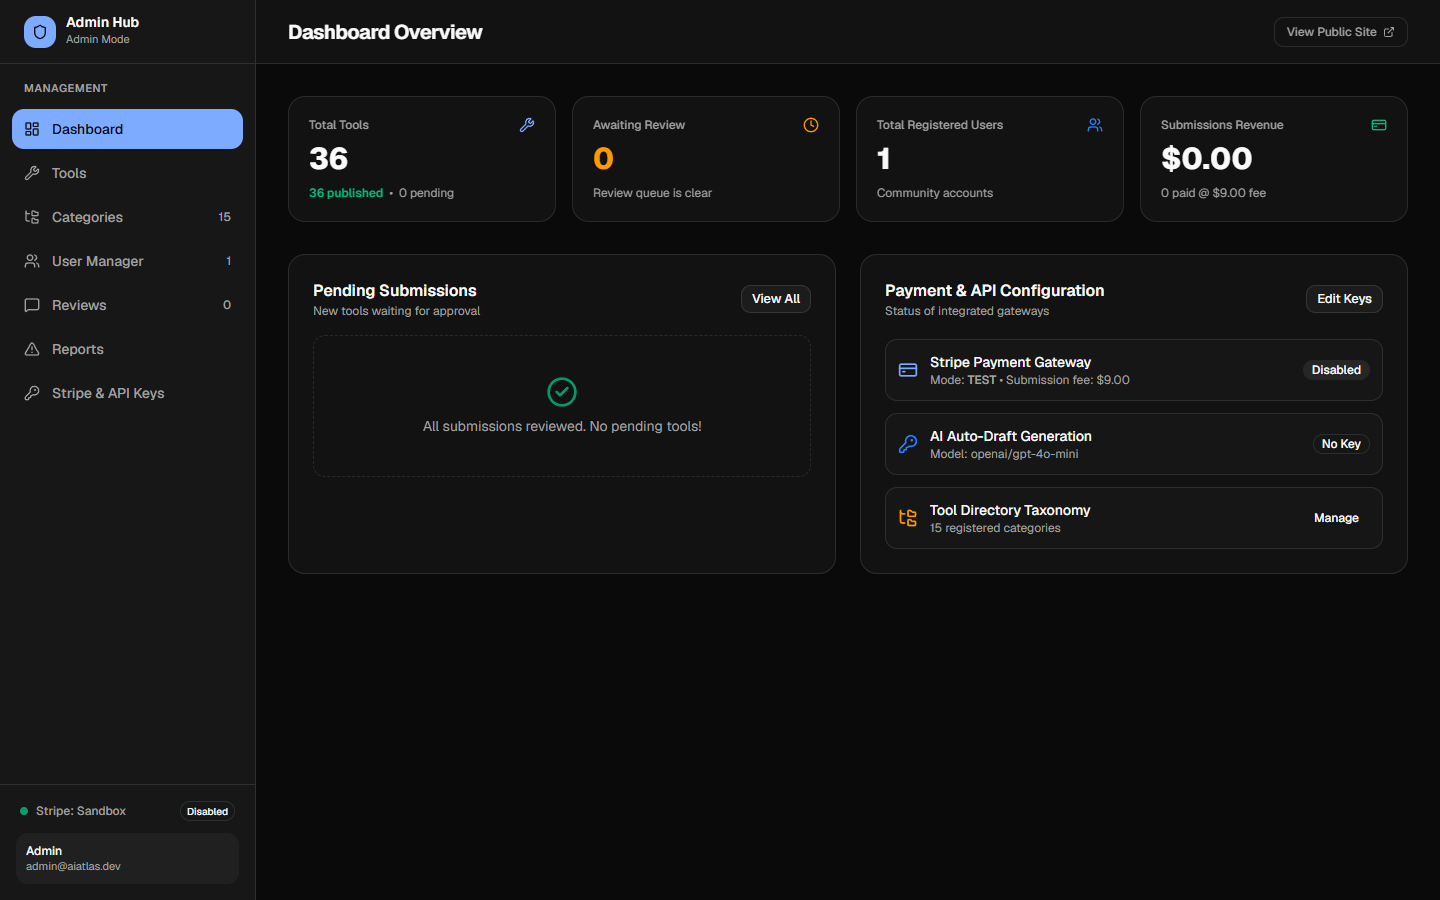 Admin Hub
Admin Mode
MANAGEMENT
Dashboard
Tools
Categories 15
User Manager 1
Reviews 0
Reports
Stripe & API Keys
Stripe: Sandbox Disabled
Admin
admin@aiatlas.dev
Dashboard Overview
View Public Site
Total Tools
36
36 published • 0 pending
Awaiting Review
0
Review queue is clear
Total Registered Users
1
Community accounts
Submissions Revenue
$0.00
0 paid @ $9.00 fee
Pending Submissions
New tools waiting for approval
View All
All submissions reviewed. No pending tools!
Payment & API Configuration
Status of integrated gateways
Edit Keys
Stripe Payment Gateway
Mode: TEST • Submission fee: $9.00
Disabled
AI Auto-Draft Generation
Model: openai/gpt-4o-mini
No Key
Tool Directory Taxonomy
15 registered categories
Manage